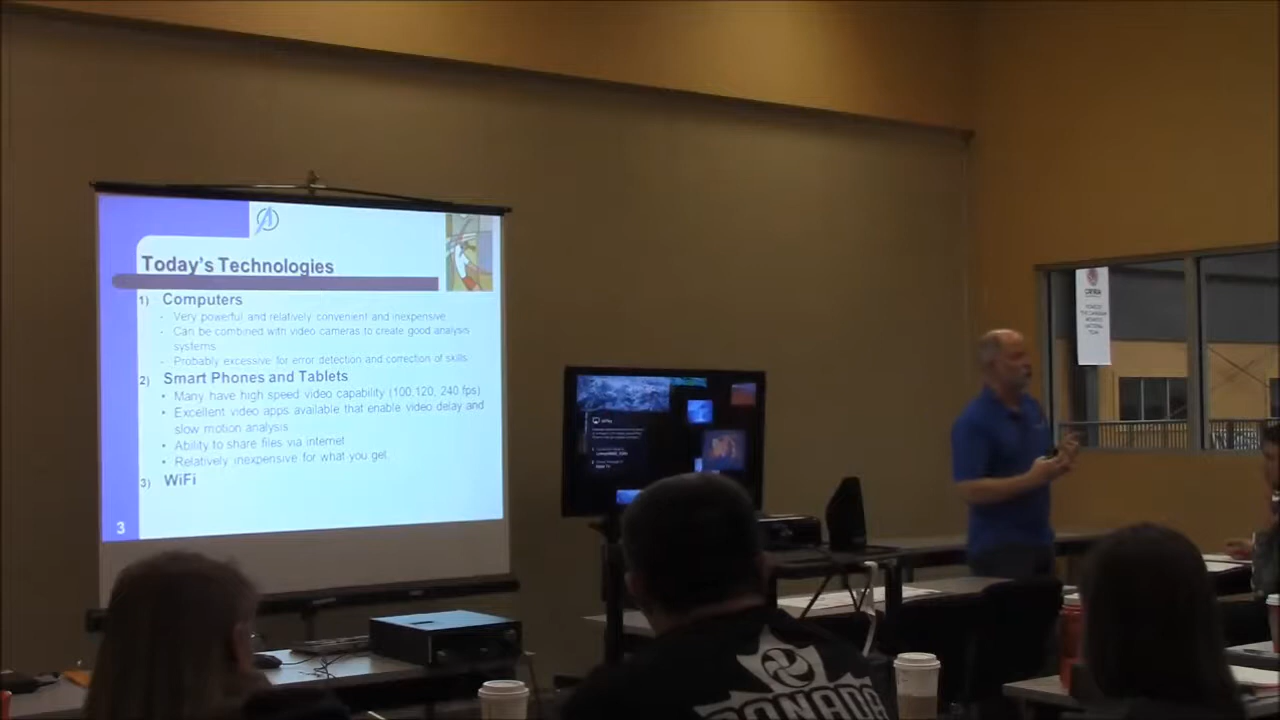 Today's Technologies
1) Computers
- Very powerful and relatively convenient and inexpensive
- Can be combined with video cameras to create good analysis
systems
- Probably excessive for error detection and correction of skills
2) Smart Phones and Tablets
• Many have high speed video capability (100,120, 240 fps)
• Excellent video apps available that enable video delay and
slow motion analysis
• Ability to share files via internet
• Relatively inexpensive for what you get
3) WiFi
3
AirPlay
CANADA